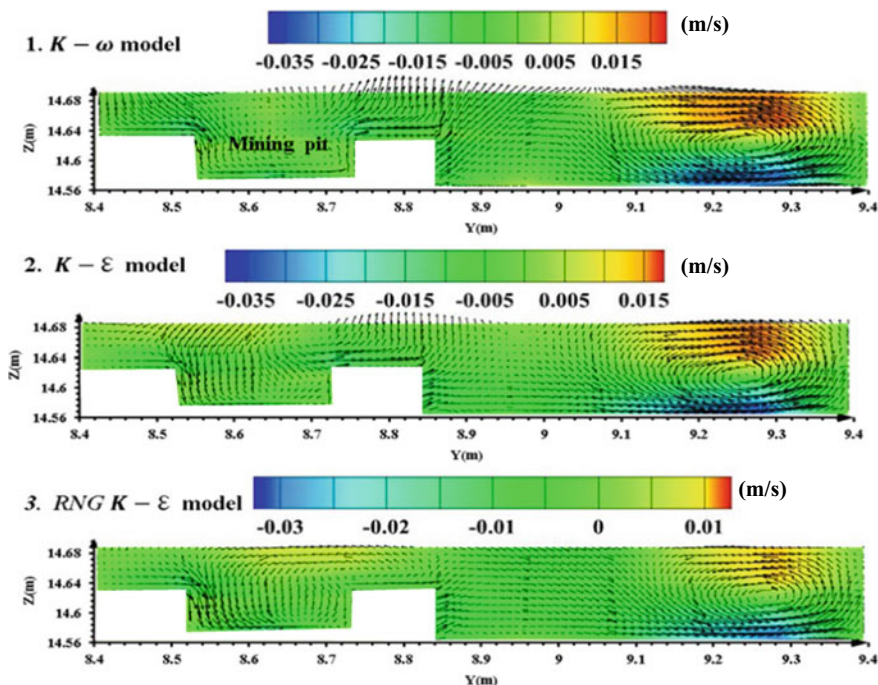 (m/s)
1. K – ω model
-0.035 -0.025 -0.015 -0.005 0.005 0.015
14.68
14.64
14.6
14.56
Z(m)
Mining pit
8.4 8.5 8.6 8.7 8.8 8.9 9 9.1 9.2 9.3 9.4
Y(m)
2. K – Ɛ model
(m/s)
-0.035 -0.025 -0.015 -0.005 0.005 0.015
14.68
14.64
14.6
14.56
Z(m)
8.4 8.5 8.6 8.7 8.8 8.9 9 9.1 9.2 9.3 9.4
Y(m)
3. RNG K – Ɛ model
(m/s)
-0.03 -0.02 -0.01 0 0.01
14.68
14.64
14.6
14.56
Z(m)
8.4 8.5 8.6 8.7 8.8 8.9 9 9.1 9.2 9.3 9.4
Y(m)